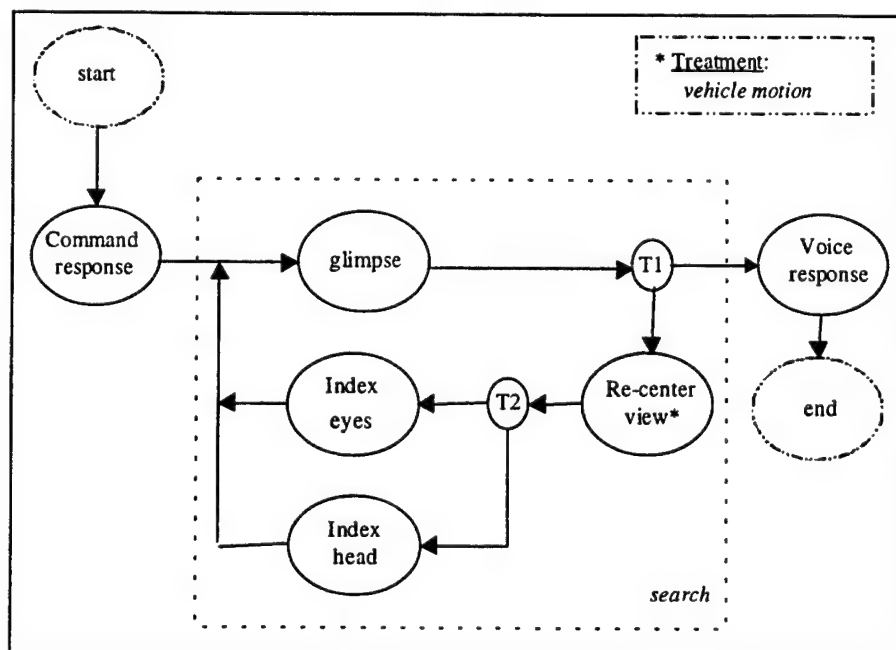 start
* Treatment:
vehicle motion
Command
response
glimpse
T1
Voice
response
Index
eyes
T2
Re-center
view*
end
Index
head
search